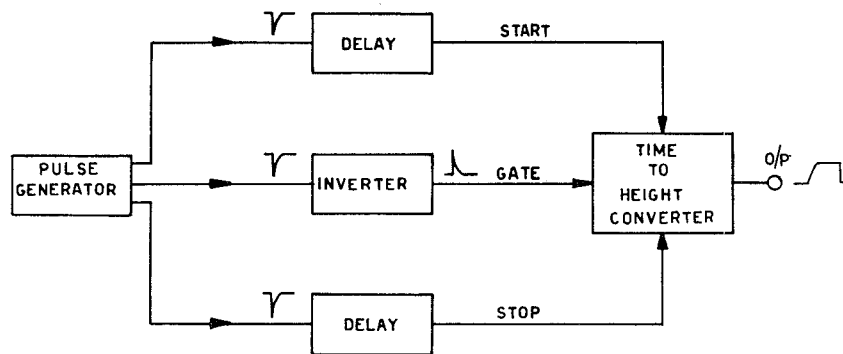 DELAY
START
PULSE
GENERATOR
INVERTER
GATE
TIME
TO
HEIGHT
CONVERTER
O/P
DELAY
STOP